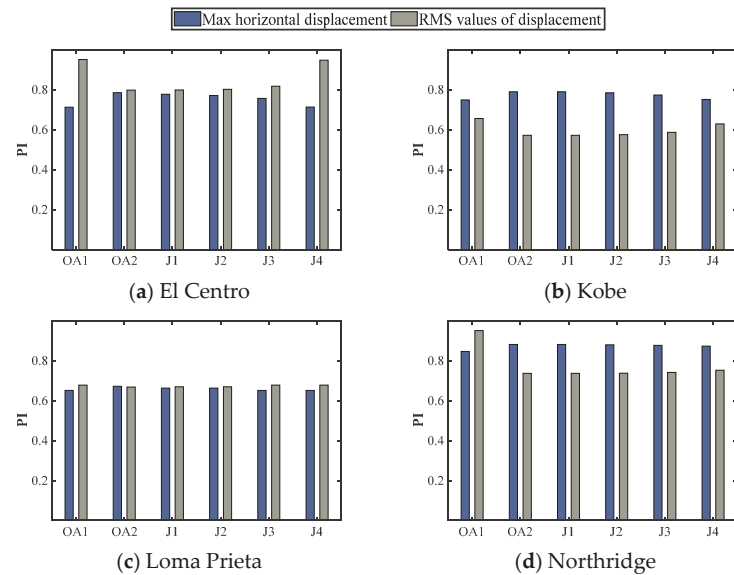 Max horizontal displacement RMS values of displacement
PI
0.8
0.6
0.4
0.2
OA1 OA2 J1 J2 J3 J4
(a) El Centro
PI
0.8
0.6
0.4
0.2
OA1 OA2 J1 J2 J3 J4
(b) Kobe
PI
0.8
0.6
0.4
0.2
OA1 OA2 J1 J2 J3 J4
(c) Loma Prieta
PI
0.8
0.6
0.4
0.2
OA1 OA2 J1 J2 J3 J4
(d) Northridge